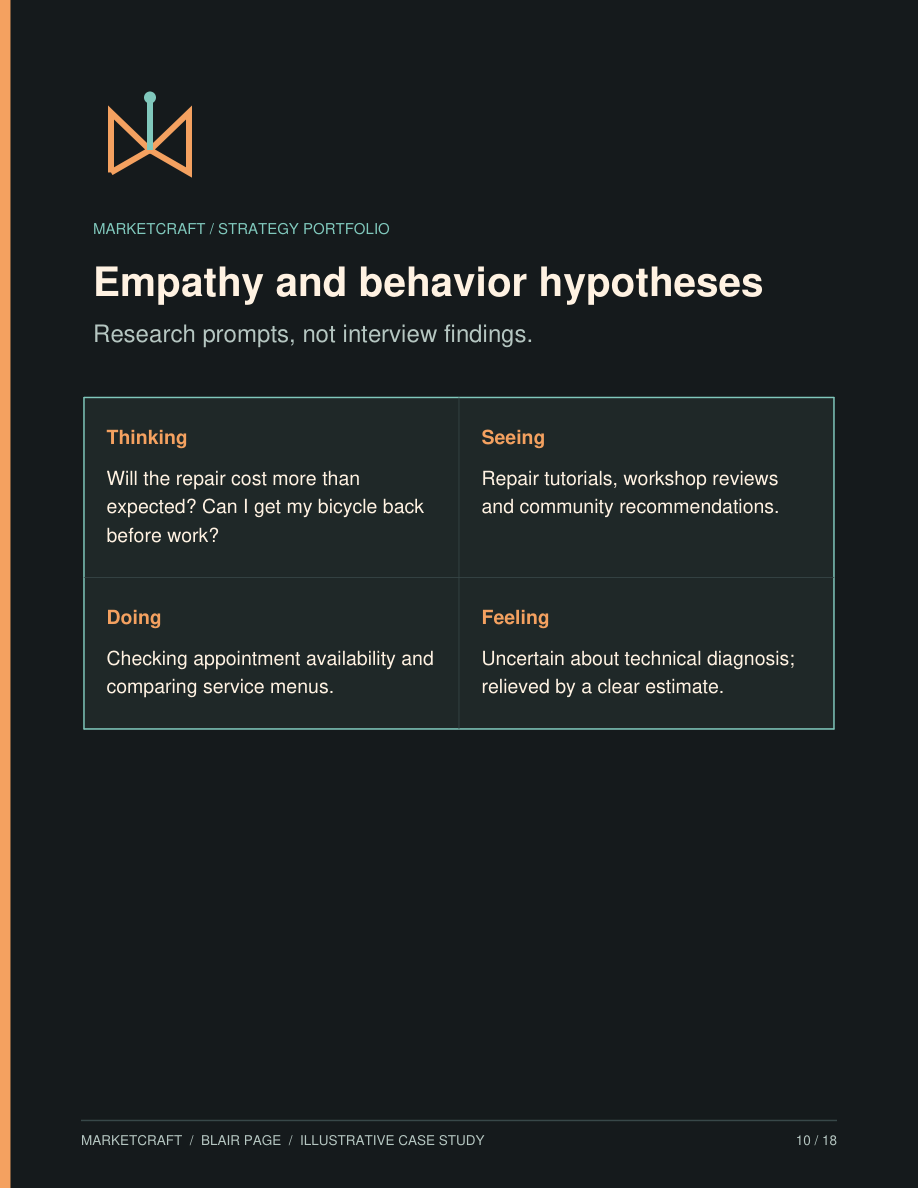 MARKETCRAFT / STRATEGY PORTFOLIO
Empathy and behavior hypotheses
Research prompts, not interview findings.
Thinking
Will the repair cost more than
expected? Can I get my bicycle back
before work?
Seeing
Repair tutorials, workshop reviews
and community recommendations.
Doing
Checking appointment availability and
comparing service menus.
Feeling
Uncertain about technical diagnosis;
relieved by a clear estimate.
MARKETCRAFT / BLAIR PAGE / ILLUSTRATIVE CASE STUDY
10 / 18